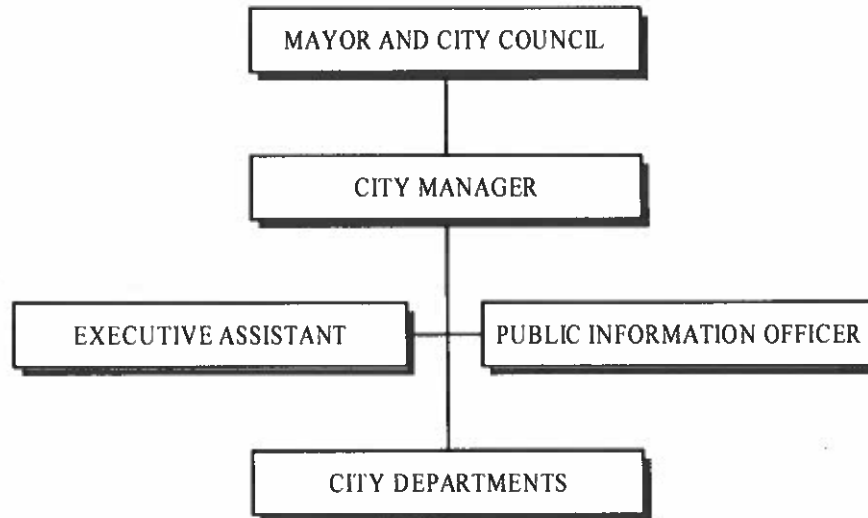 MAYOR AND CITY COUNCIL
CITY MANAGER
EXECUTIVE ASSISTANT
PUBLIC INFORMATION OFFICER
CITY DEPARTMENTS